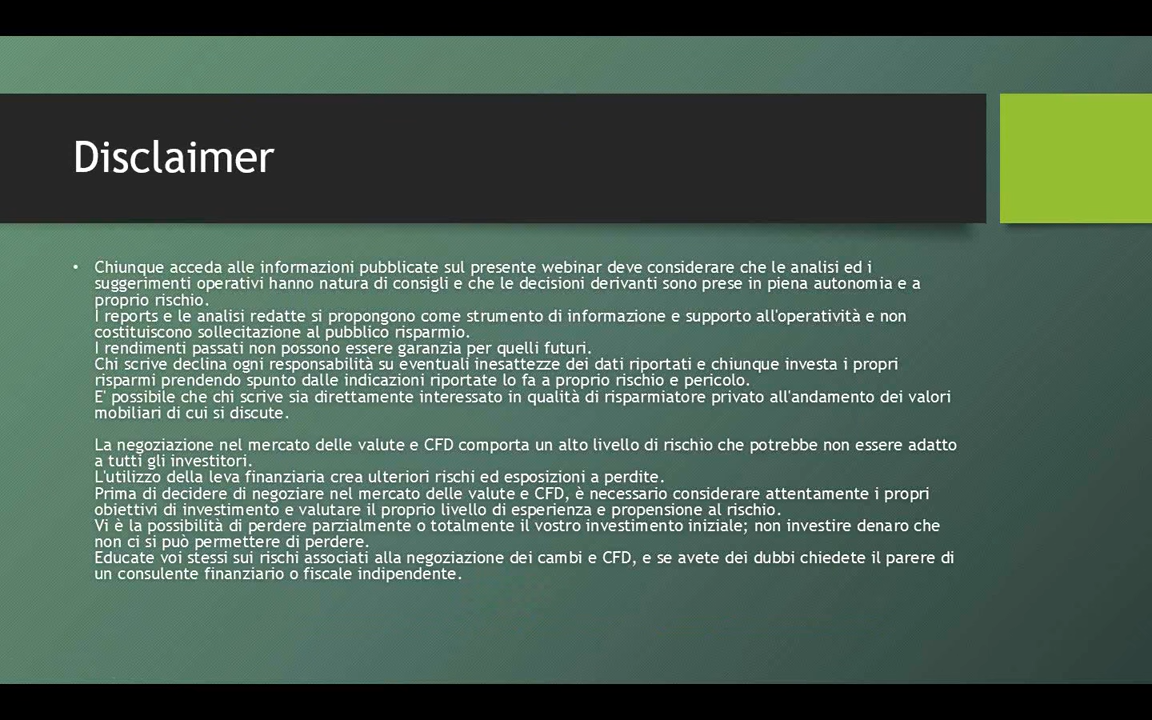 Disclaimer
• Chiunque acceda alle informazioni pubblicate sul presente webinar deve considerare che le analisi ed i
suggerimenti operativi hanno natura di consigli e che le decisioni derivanti sono prese in piena autonomia e a
proprio rischio.
I reports e le analisi redatte si propongono come strumento di informazione e supporto all'operatività e non
costituiscono sollecitazione al pubblico risparmio.
I rendimenti passati non possono essere garanzia per quelli futuri.
Chi scrive declina ogni responsabilità su eventuali inesattezze dei dati riportati e chiunque investa i propri
risparmi prendendo spunto dalle indicazioni riportate lo fa a proprio rischio e pericolo.
E' possibile che chi scrive sia direttamente interessato in qualità di risparmiatore privato all'andamento dei valori
mobiliari di cui si discute.
La negoziazione nel mercato delle valute e CFD comporta un alto livello di rischio che potrebbe non essere adatto
a tutti gli investitori.
L'utilizzo della leva finanziaria crea ulteriori rischi ed esposizioni a perdite.
Prima di decidere di negoziare nel mercato delle valute e CFD, è necessario considerare attentamente i propri
obiettivi di investimento e valutare il proprio livello di esperienza e propensione al rischio.
Vi è la possibilità di perdere parzialmente o totalmente il vostro investimento iniziale; non investire denaro che
non ci si può permettere di perdere.
Educate voi stessi sui rischi associati alla negoziazione dei cambi e CFD, e se avete dei dubbi chiedete il parere di
un consulente finanziario o fiscale indipendente.